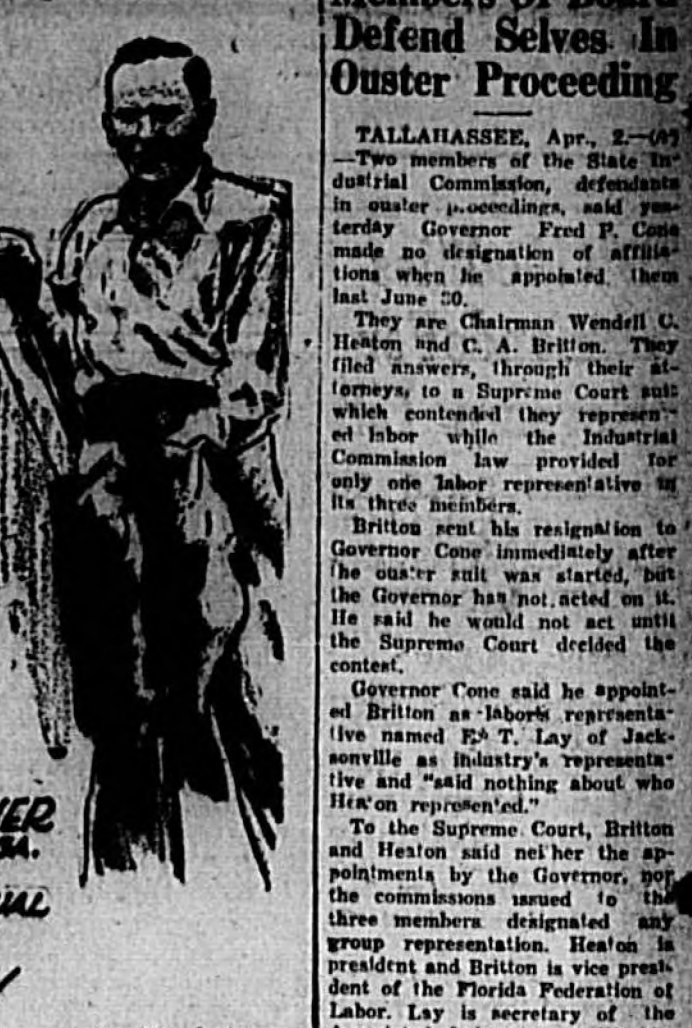 Members Of Board
Defend Selves In
Ouster Proceeding
TALLAHASSEE, Apr., 2.—(AP)
—Two members of the State In-
dustrial Commission, defendants
in ouster proceedings, said yes-
terday Governor Fred P. Cone
made no designation of affilia-
tions when he appointed them
last June 30.
They are Chairman Wendell C.
Heaton and C. A. Britton. They
filed answers, through their at-
torneys, to a Supreme Court suit
which contended they represent-
ed labor while the Industrial
Commission law provided for
only one labor representative in
its three members.
Britton sent his resignation to
Governor Cone immediately after
the ouster suit was started, but
the Governor has not acted on it.
He said he would not act until
the Supreme Court decided the
contest.
Governor Cone said he appoint-
ed Britton as labor's representa-
tive named T. Lay of Jack-
sonville as industry's representa-
tive and "said nothing about who
Heaton represented."
To the Supreme Court, Britton
and Heaton said neither the ap-
pointments by the Governor, nor
the commissions issued to the
three members designated any
group representation. Heaton is
president and Britton is vice presi-
dent of the Florida Federation of
Labor. Lay is secretary of the